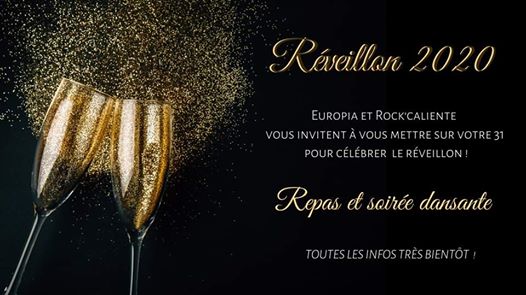 Réveillon 2020
Europia et Rock'caliente
vous invitent à vous mettre sur votre 31
pour célébrer le réveillon !
Repas et soirée dansante
TOUTES LES INFOS TRÈS BIENTÔT !